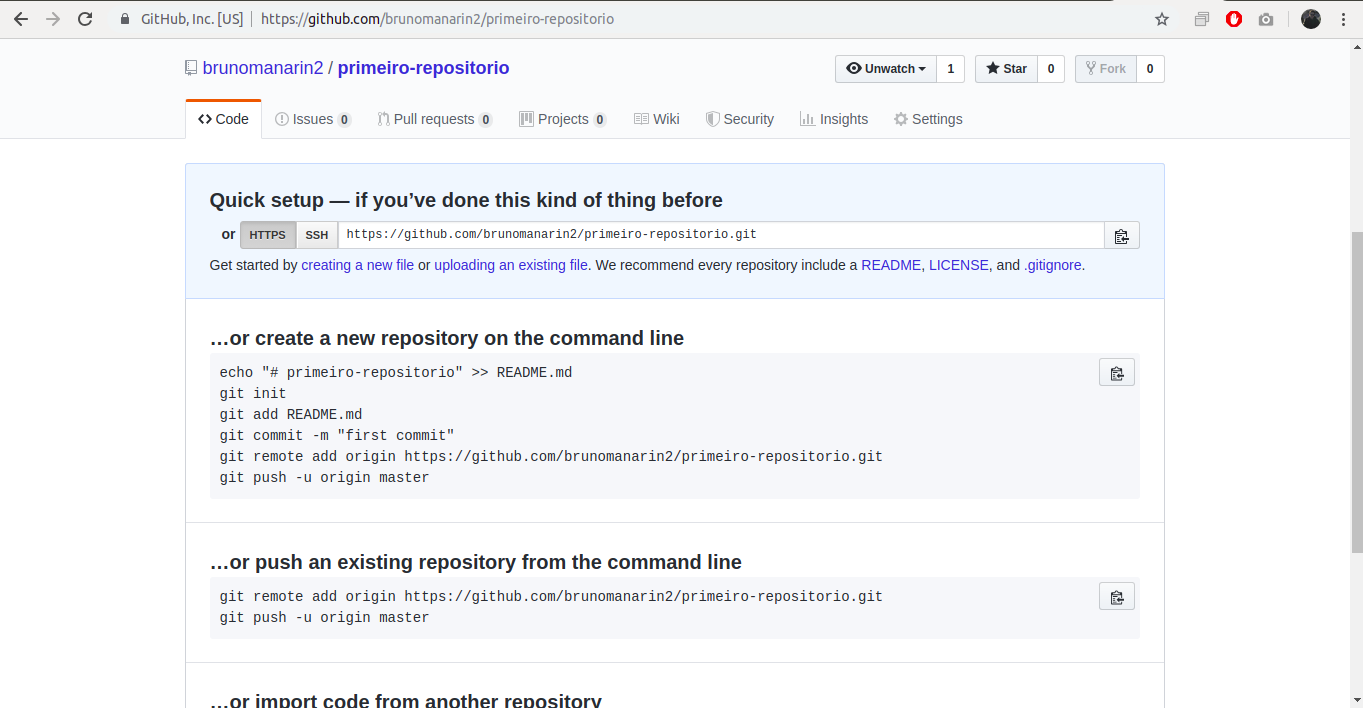 GitHub, Inc. [US] https://github.com/brunomanarin2/primeiro-repositorio
brunomanarin2 / primeiro-repositorio
Unwatch 1 Star 0 Fork 0
Code Issues 0 Pull requests 0 Projects 0 Wiki Security Insights Settings
Quick setup — if you’ve done this kind of thing before
or HTTPS SSH https://github.com/brunomanarin2/primeiro-repositorio.git
Get started by creating a new file or uploading an existing file. We recommend every repository include a README, LICENSE, and .gitignore.
…or create a new repository on the command line
echo "# primeiro-repositorio" >> README.md
git init
git add README.md
git commit -m "first commit"
git remote add origin https://github.com/brunomanarin2/primeiro-repositorio.git
git push -u origin master
…or push an existing repository from the command line
git remote add origin https://github.com/brunomanarin2/primeiro-repositorio.git
git push -u origin master
…or import code from another repository